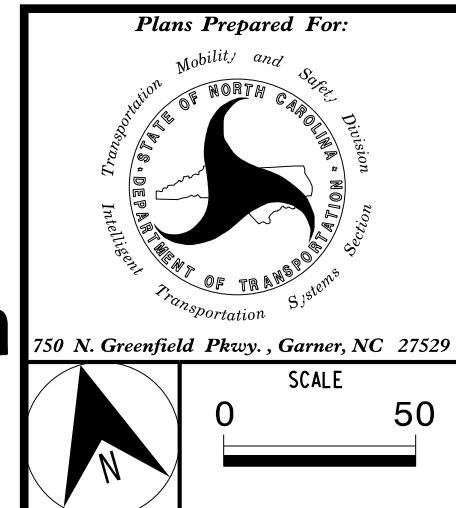 Plans Prepared For:
Transportation Mobility and Safety Division
STATE OF NORTH CAROLINA
DEPARTMENT OF TRANSPORTATION
Intelligent Transportation Systems Section
750 N. Greenfield Pkwy., Garner, NC 27529
SCALE
0 50
N